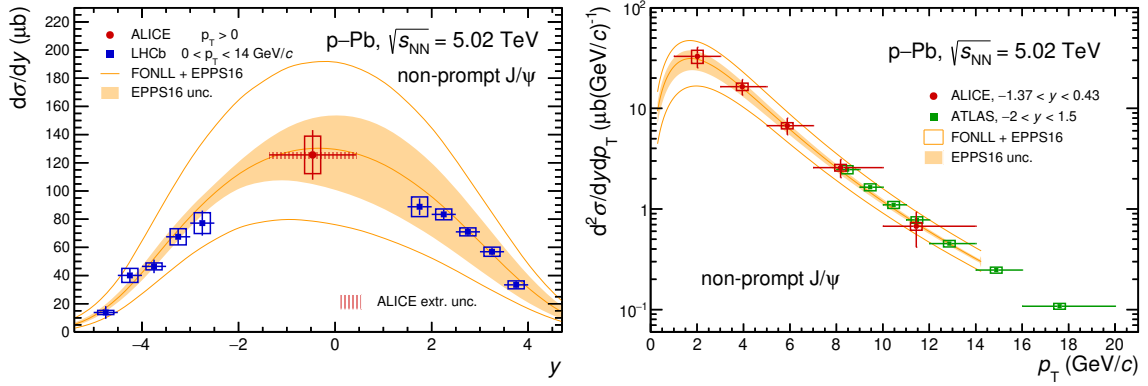 dσ/dy (μb)
220
200
180
160
140
120
100
80
60
40
20
0
ALICE p_T > 0
LHCb 0 < p_T < 14 GeV/c
FONLL + EPPS16
EPPS16 unc.
p–Pb, √s_NN = 5.02 TeV
non-prompt J/ψ
ALICE extr. unc.
−4 −2 0 2 4
y
d²σ/dydp_T (μb(GeV/c)⁻¹)
10²
10
1
10⁻¹
p–Pb, √s_NN = 5.02 TeV
ALICE, −1.37 < y < 0.43
ATLAS, −2 < y < 1.5
FONLL + EPPS16
EPPS16 unc.
non-prompt J/ψ
0 2 4 6 8 10 12 14 16 18 20
p_T (GeV/c)